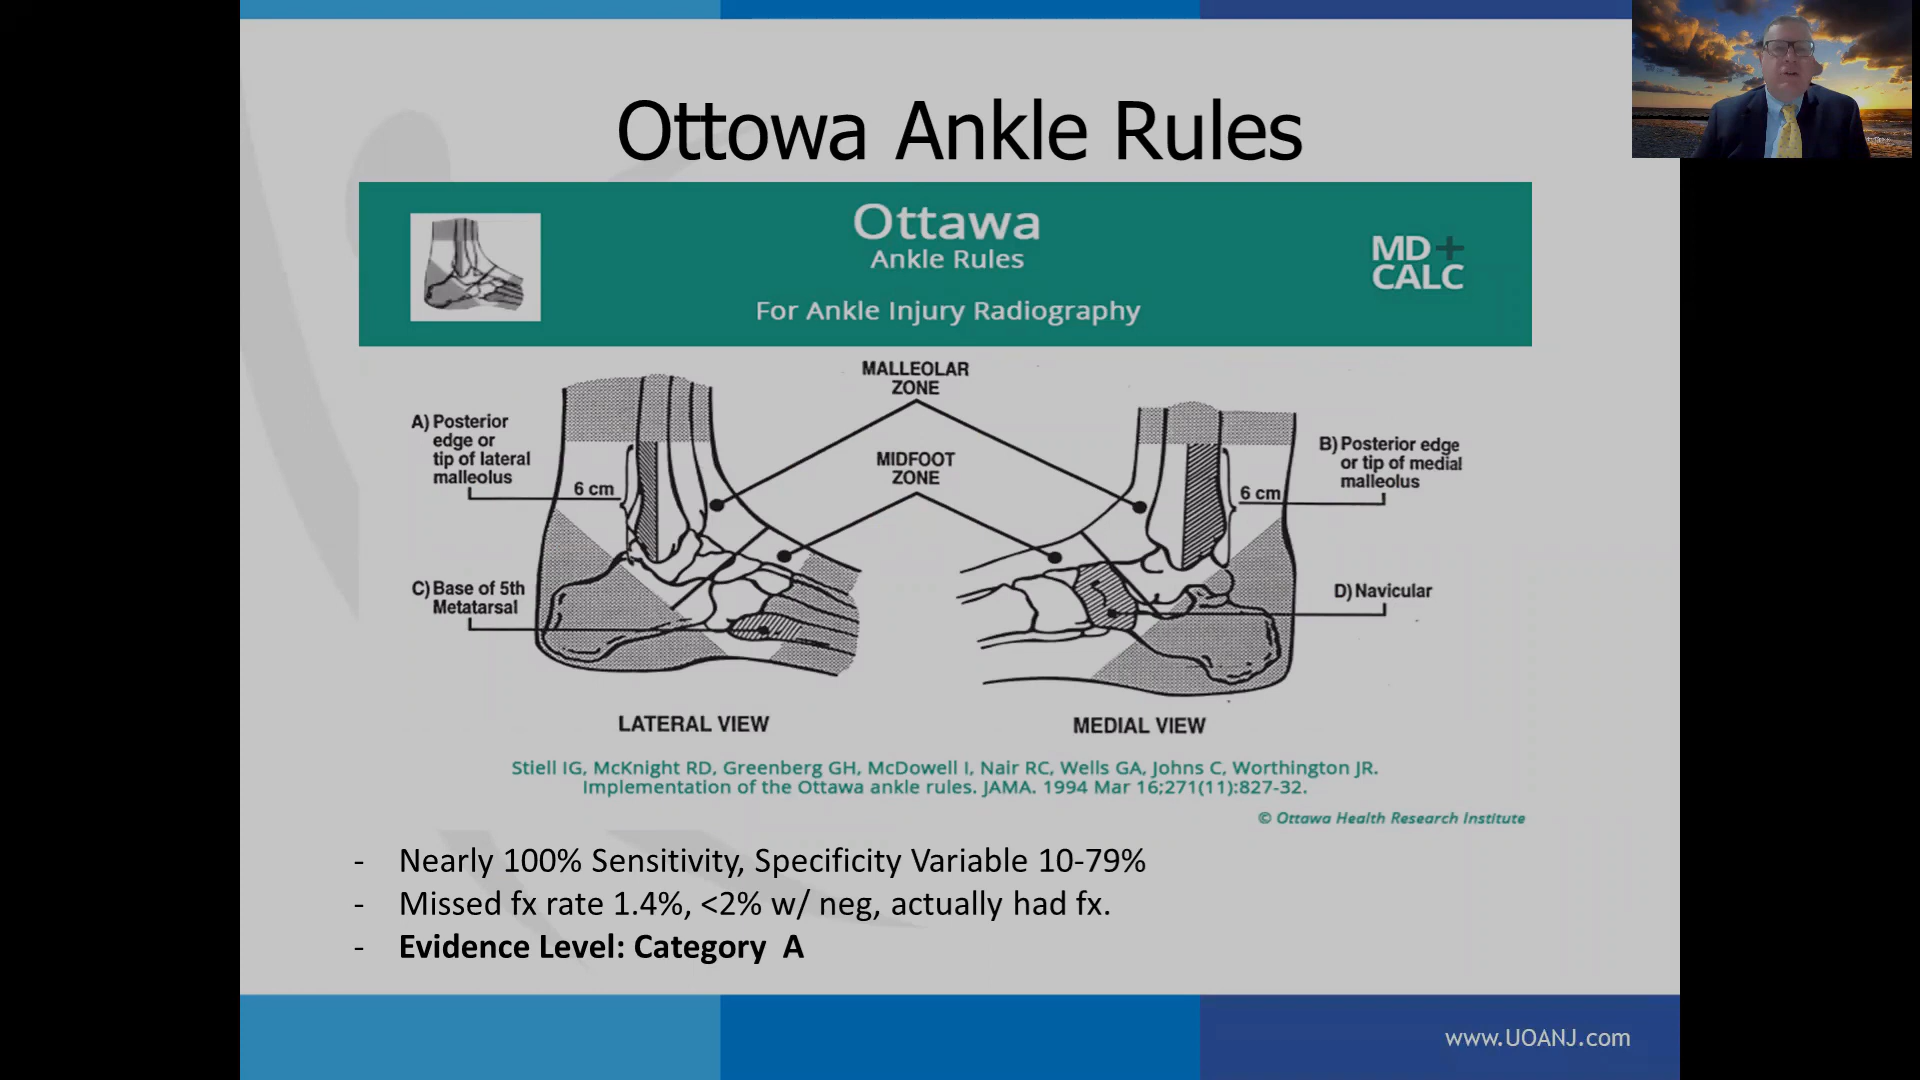 Ottowa Ankle Rules
Ottawa
Ankle Rules
For Ankle Injury Radiography
MD+
CALC
MALLEOLAR
ZONE
MIDFOOT
ZONE
A) Posterior
edge or
tip of lateral
malleolus
6 cm
C) Base of 5th
Metatarsal
LATERAL VIEW
B) Posterior edge
or tip of medial
malleolus
6 cm
D) Navicular
MEDIAL VIEW
Stiell IG, McKnight RD, Greenberg GH, McDowell I, Nair RC, Wells GA, Johns C, Worthington JR.
Implementation of the Ottawa ankle rules. JAMA. 1994 Mar 16;271(11):827-32.
© Ottawa Health Research Institute
- Nearly 100% Sensitivity, Specificity Variable 10-79%
- Missed fx rate 1.4%, <2% w/ neg, actually had fx.
- Evidence Level: Category A
www.UOANJ.com